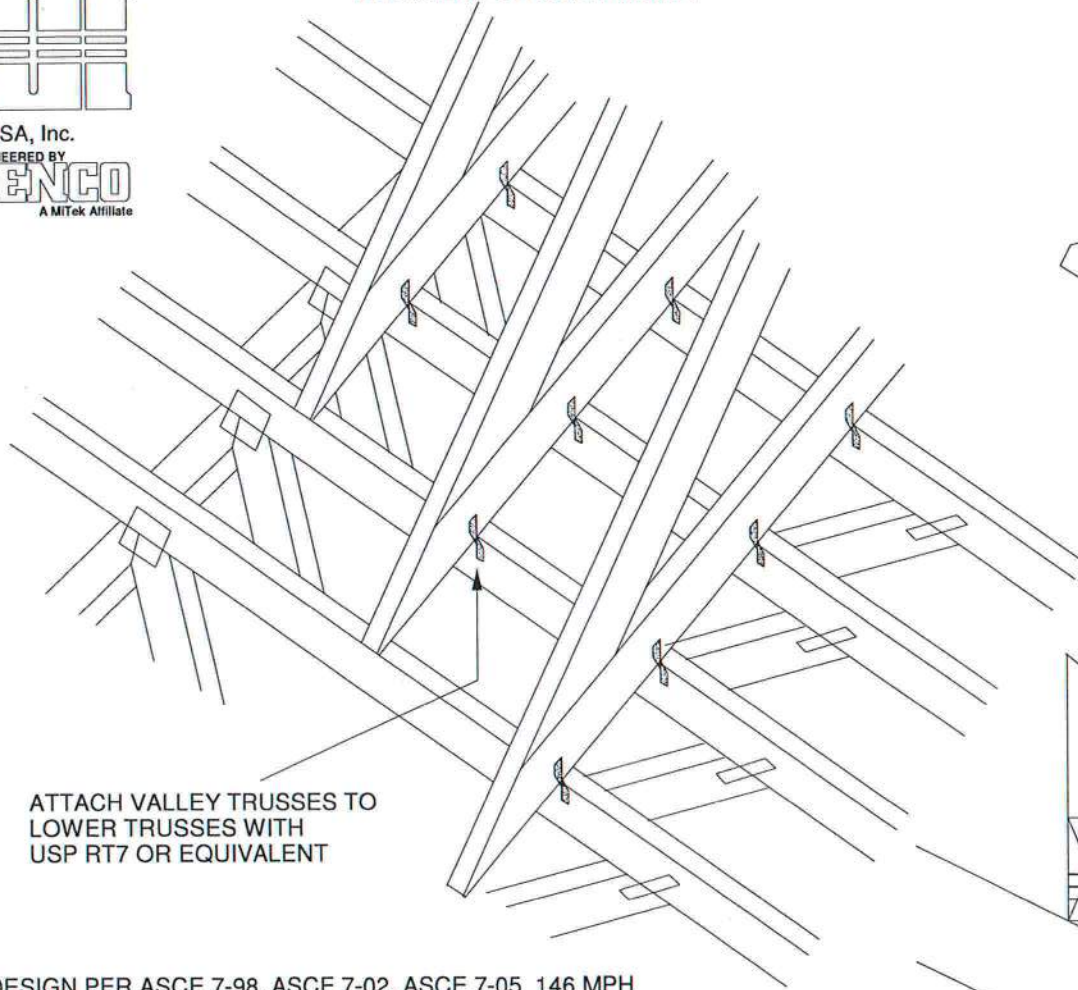 SA, Inc.
EERED BY
ENCO
A MiTek Affiliate
ATTACH VALLEY TRUSSES TO
LOWER TRUSSES WITH
USP RT7 OR EQUIVALENT
DESIGN PER ASCE 7-98, ASCE 7-02, ASCE 7-05 146 MPH